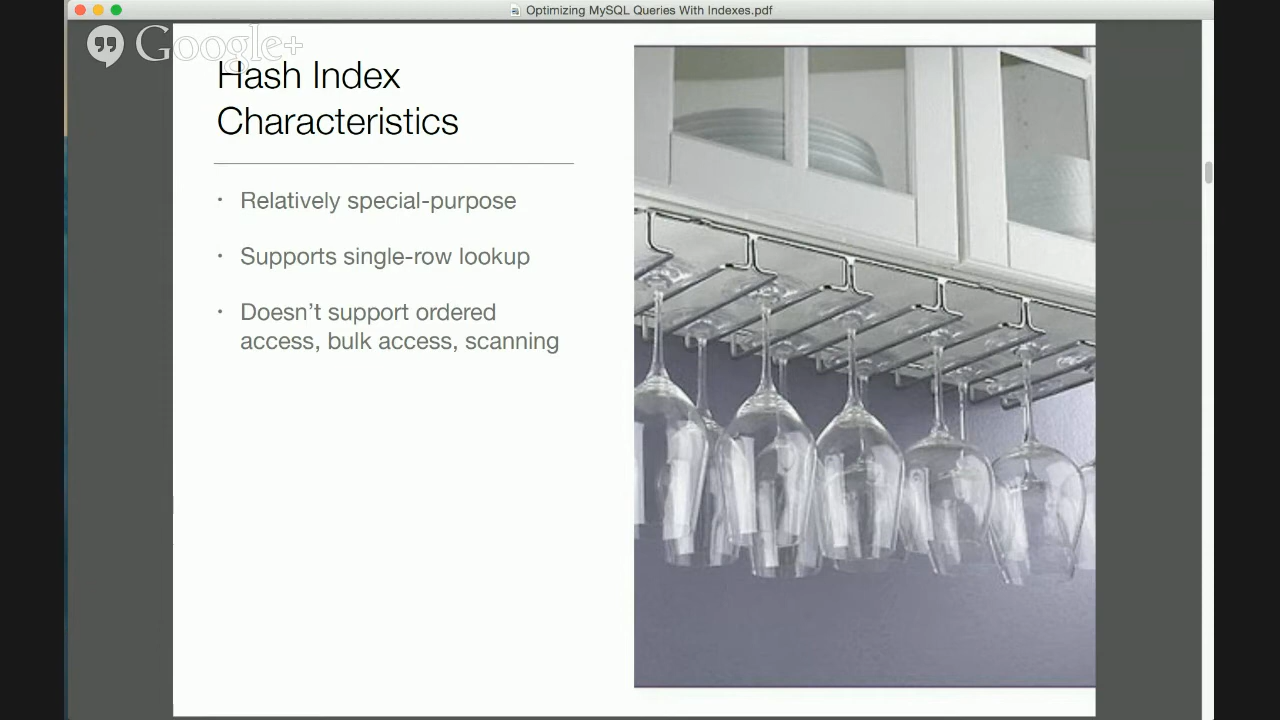 Optimizing MySQL Queries With Indexes.pdf
Google+
Hash Index
Characteristics
• Relatively special-purpose
• Supports single-row lookup
• Doesn't support ordered
access, bulk access, scanning